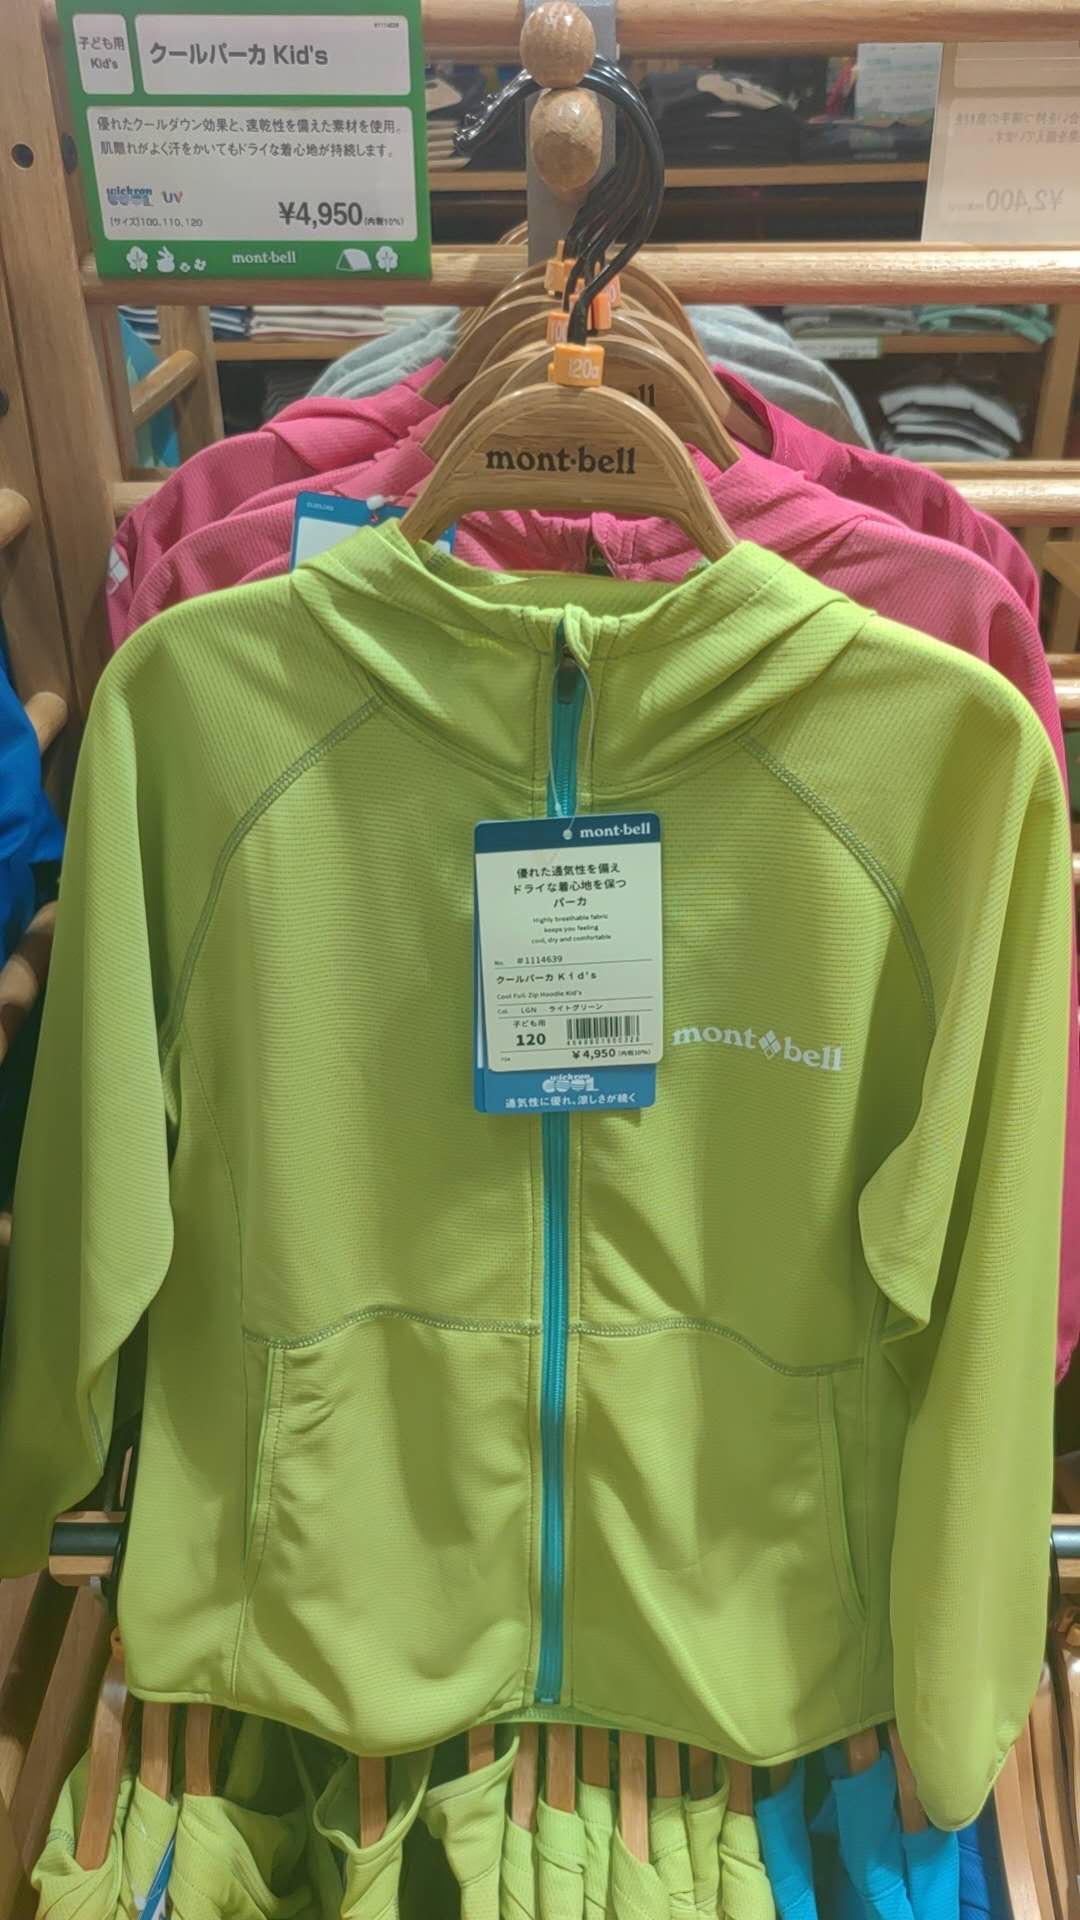 子ども用
Kid's
クールパーカ Kid's
優れたクールダウン効果と、速乾性を備えた素材を使用。
肌離れがよく汗をかいてもドライな着心地が持続します。
wickron
COOL
UV
[サイズ]100、110、120
¥4,950(内税10%)
mont-bell
¥2,400
120
mont-bell
mont-bell
優れた通気性を備え
ドライな着心地を保つ
パーカ
Highly breathable fabric
keeps you feeling
cool, dry and comfortable
No. #1114639
クールパーカ Kid's
Cool Full-Zip Hoodie Kid's
Col. LGN ライトグリーン
子ども用
120
¥4,950 (内税10%)
wickron
COOL
通気性に優れ、涼しさが続く
mont bell